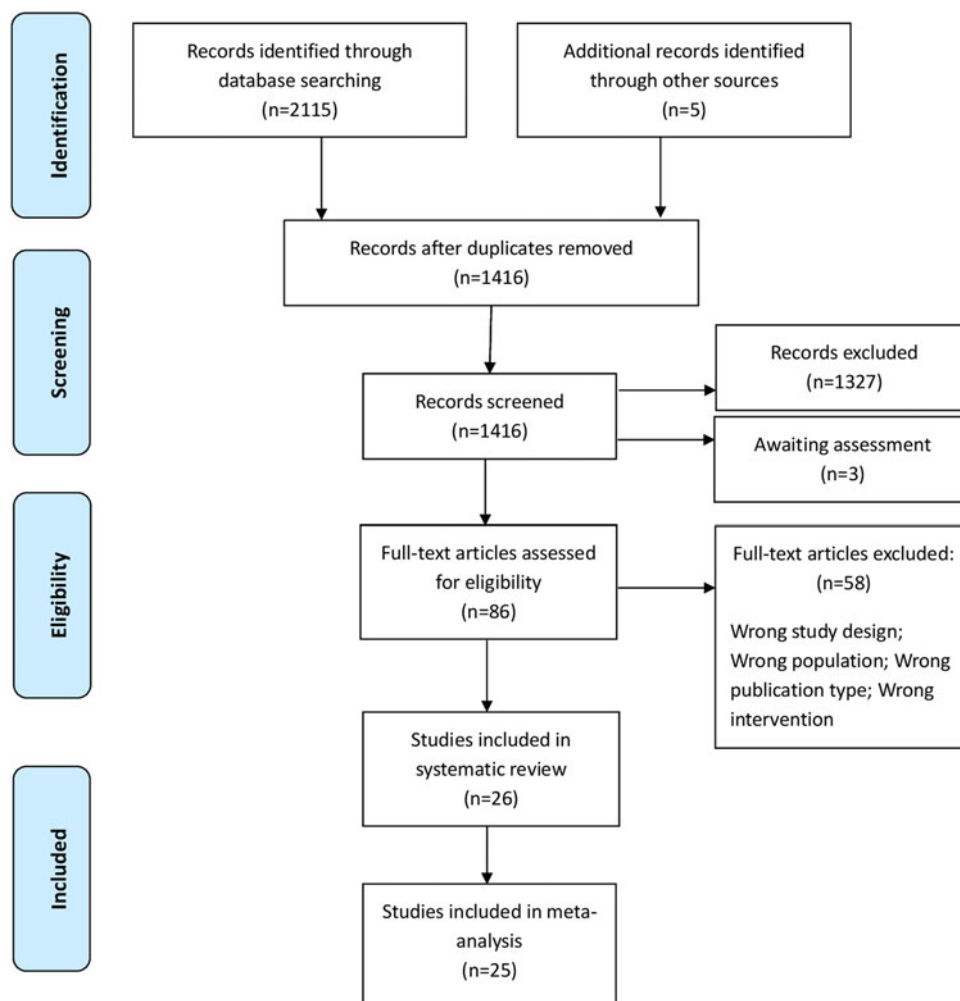 Identification
Records identified through
database searching
(n=2115)
Additional records identified
through other sources
(n=5)
Records after duplicates removed
(n=1416)
Screening
Records screened
(n=1416)
Records excluded
(n=1327)
Awaiting assessment
(n=3)
Eligibility
Full-text articles assessed
for eligibility
(n=86)
Full-text articles excluded:
(n=58)
Wrong study design;
Wrong population; Wrong
publication type; Wrong
intervention
Studies included in
systematic review
(n=26)
Included
Studies included in meta-
analysis
(n=25)